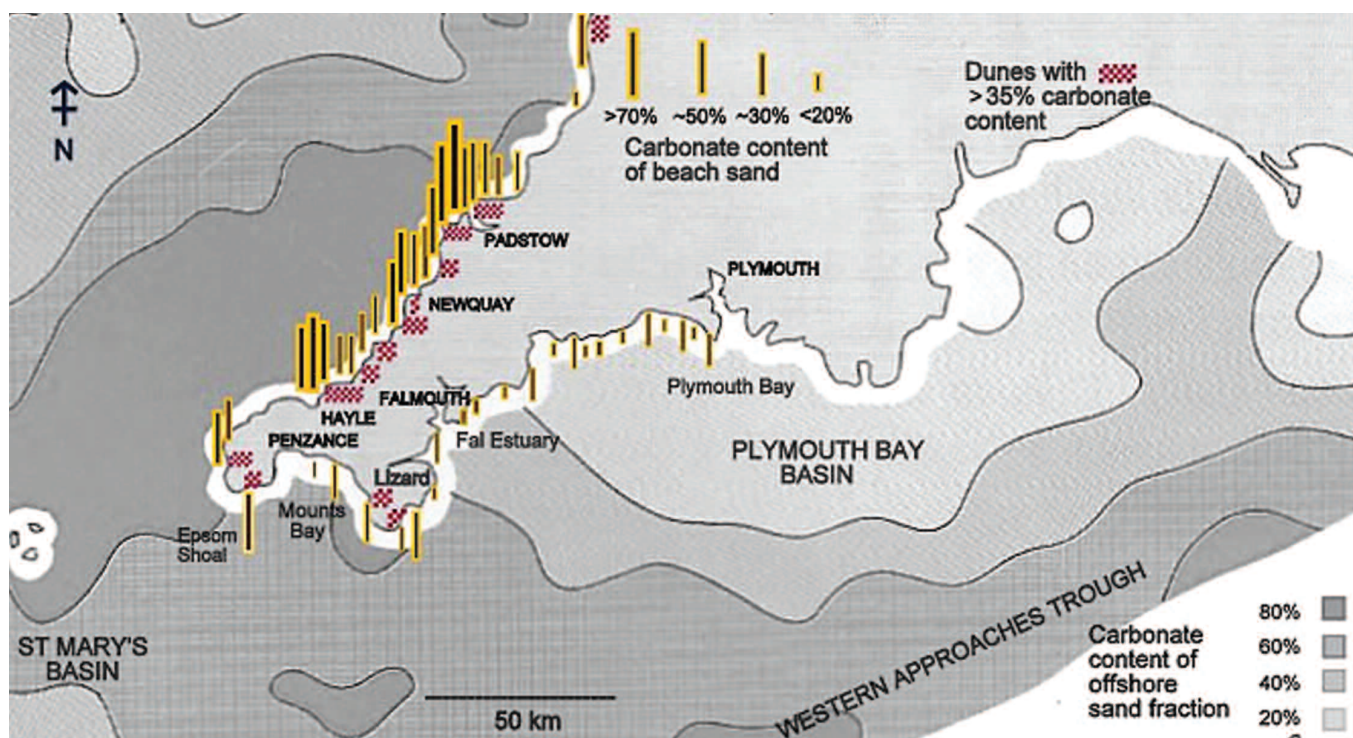 N
>70% ~50% ~30% <20%
Carbonate content
of beach sand
Dunes with
>35% carbonate
content
PADSTOW
NEWQUAY
PLYMOUTH
Plymouth Bay
FALMOUTH
HAYLE
Fal Estuary
PENZANCE
Lizard
Mounts
Bay
Epsom
Shoal
PLYMOUTH BAY
BASIN
ST MARY'S
BASIN
WESTERN APPROACHES TROUGH
50 km
Carbonate
content of
offshore
sand fraction
80%
60%
40%
20%